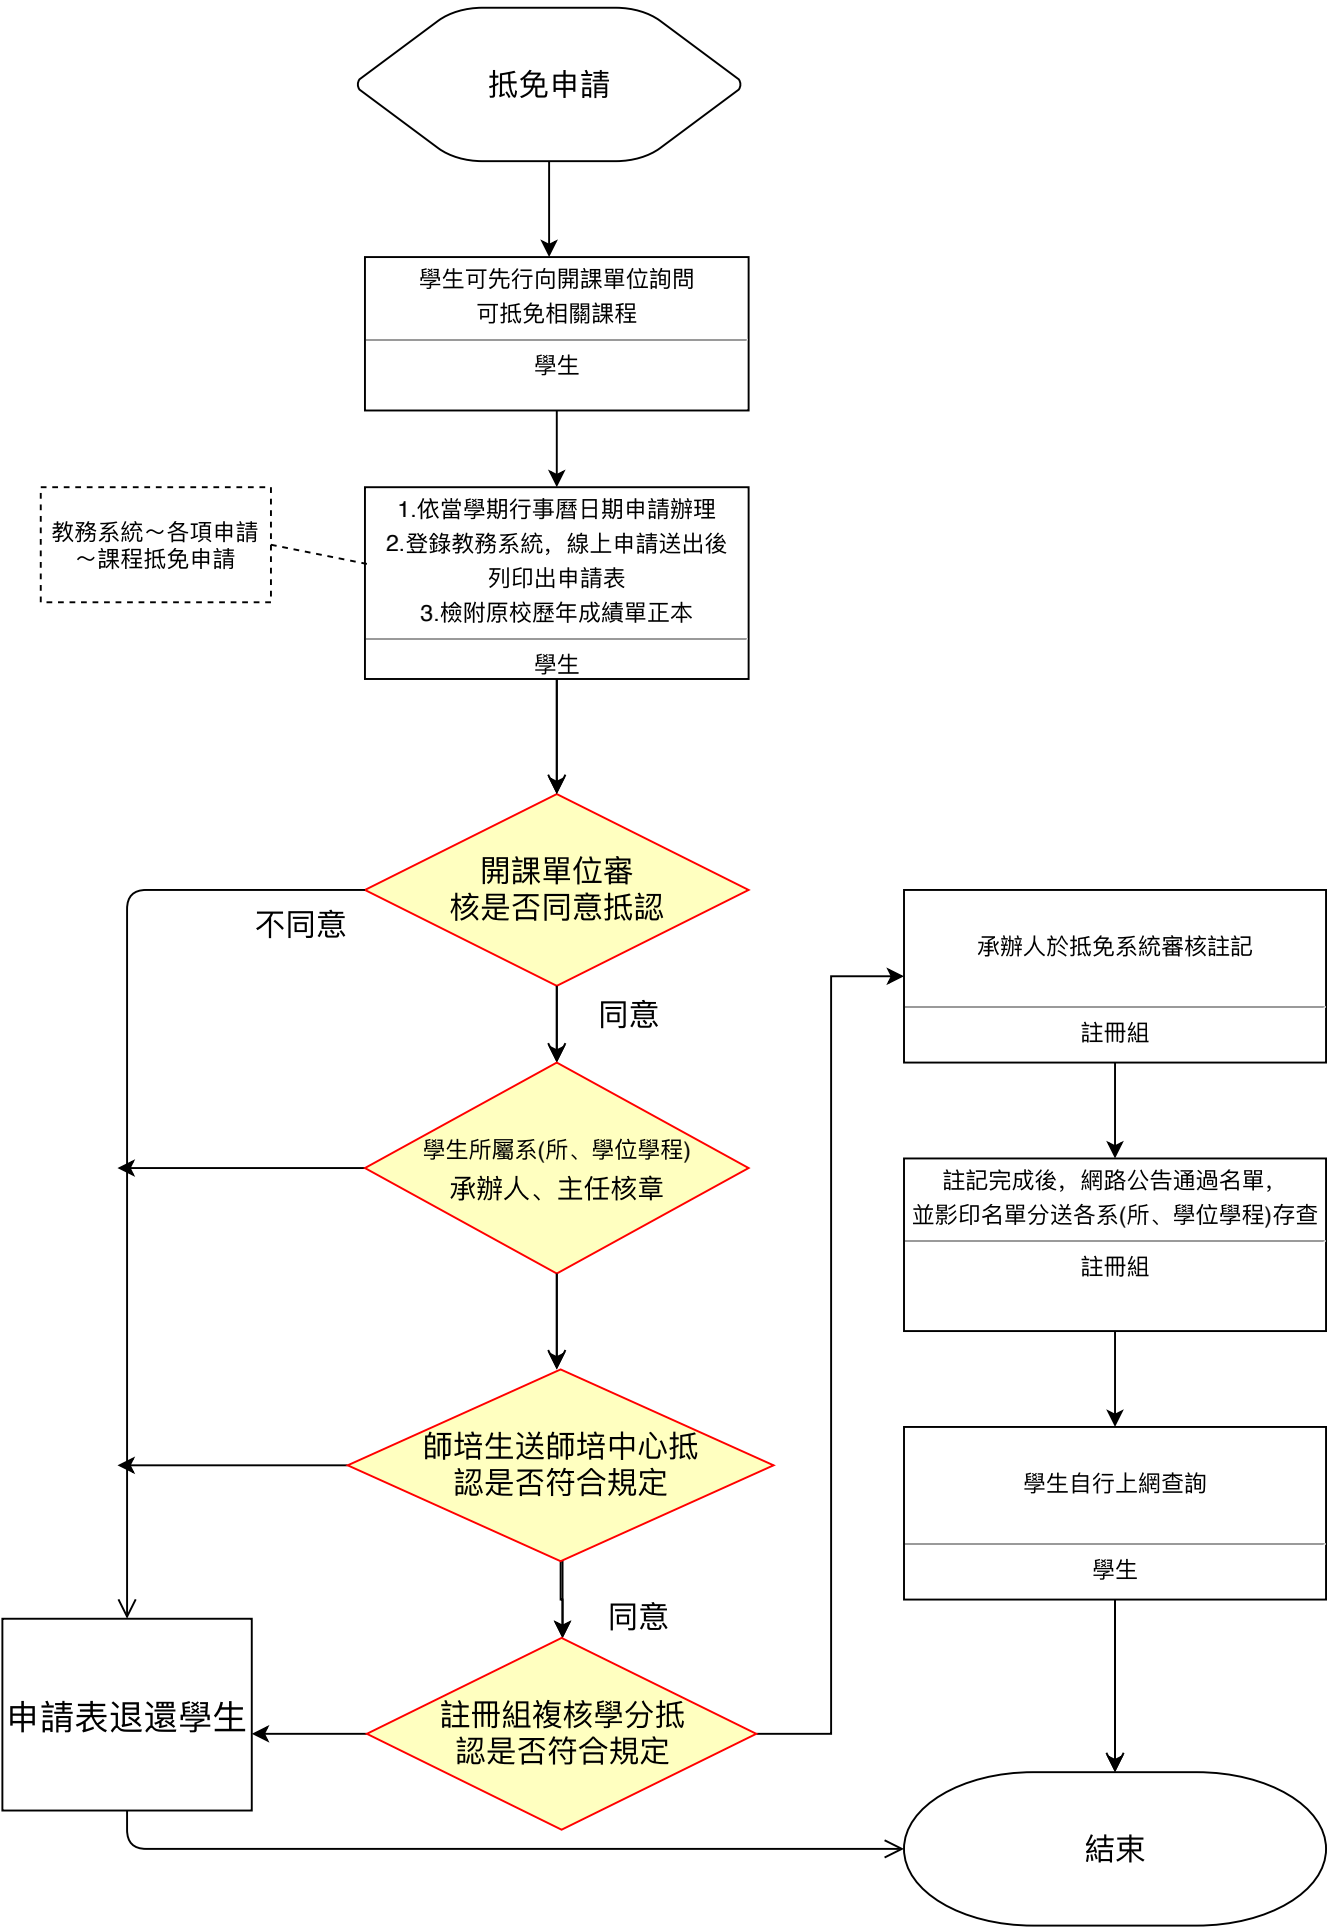 抵免申請
學生可先行向開課單位詢問
可抵免相關課程
學生
教務系統～各項申請
～課程抵免申請
1.依當學期行事曆日期申請辦理
2.登錄教務系統，線上申請送出後
列印出申請表
3.檢附原校歷年成績單正本
學生
開課單位審
核是否同意抵認
不同意
同意
學生所屬系(所、學位學程)
承辦人、主任核章
師培生送師培中心抵
認是否符合規定
同意
註冊組複核學分抵
認是否符合規定
申請表退還學生
承辦人於抵免系統審核註記
註冊組
註記完成後，網路公告通過名單，
並影印名單分送各系(所、學位學程)存查
註冊組
學生自行上網查詢
學生
結束